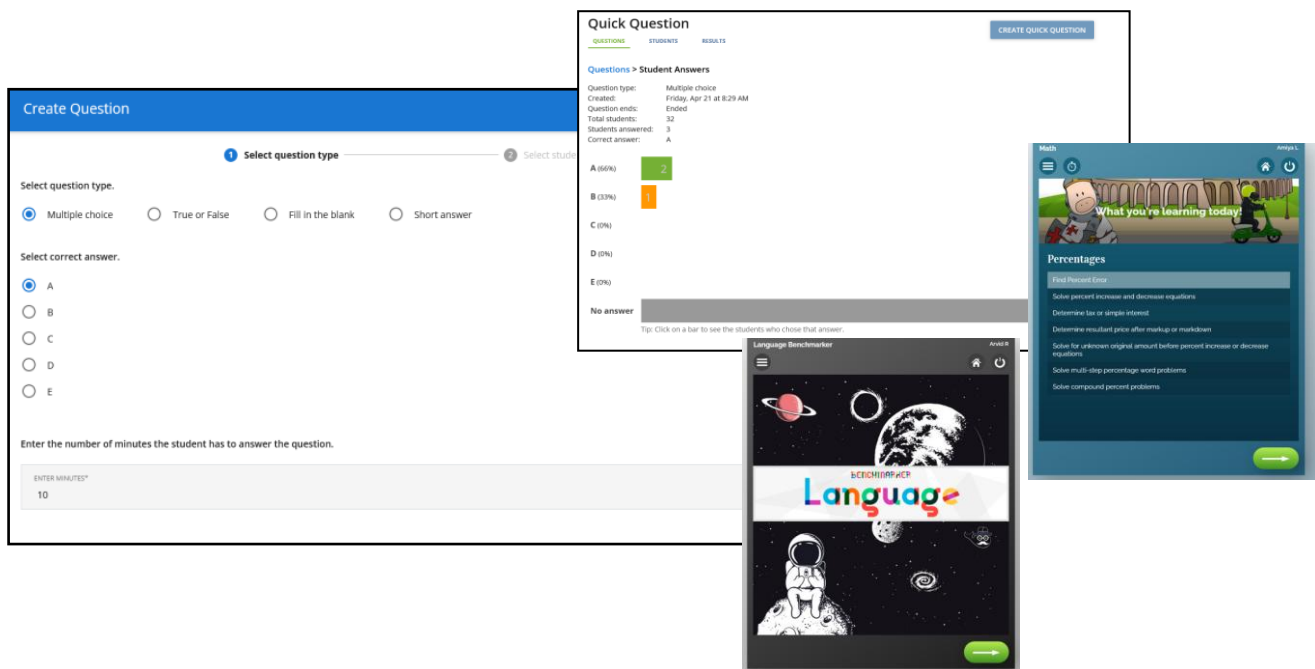 Create Question
1 Select question type
2 Select stude
Select question type.
Multiple choice True or False Fill in the blank Short answer
Select correct answer.
A
B
C
D
E
Enter the number of minutes the student has to answer the question.
ENTER MINUTES*
10
Quick Question
CREATE QUICK QUESTION
QUESTIONS STUDENTS RESULTS
Questions > Student Answers
Question type: Multiple choice
Created: Friday, Apr 21 at 8:29 AM
Question ends: Ended
Total students: 32
Students answered: 3
Correct answer: A
A (66%) 2
B (33%) 1
C (0%)
D (0%)
E (0%)
No answer
Tip: Click on a bar to see the students who chose that answer.
Language Benchmarker Arvid R
BENCHMARKER
Language
Math Amiya L
What you're learning today!
Percentages
Find Percent Error
Solve percent increase and decrease equations
Determine tax or simple interest
Determine resultant price after markup or markdown
Solve for unknown original amount before percent increase or decrease
equations
Solve multi-step percentage word problems
Solve compound percent problems